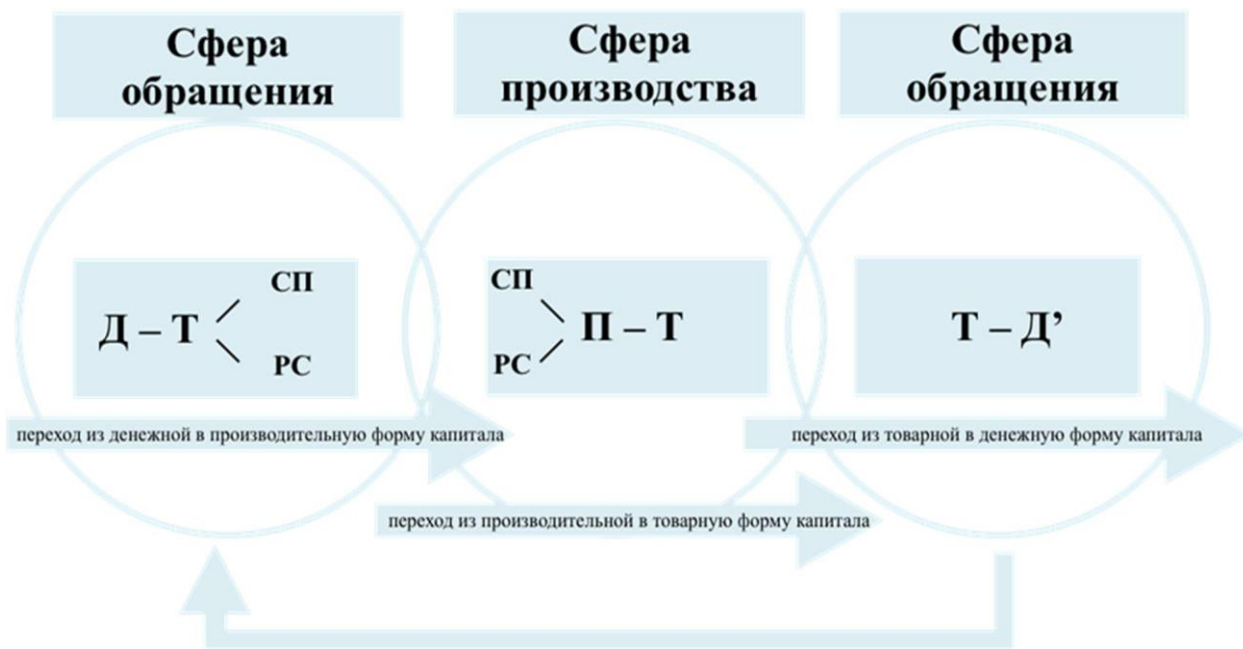 Сфера
обращения
Сфера
производства
Сфера
обращения
СП
Д – Т
РС
СП
П – Т
РС
Т – Д’
переход из денежной в производительную форму капитала
переход из товарной в денежную форму капитала
переход из производительной в товарную форму капитала